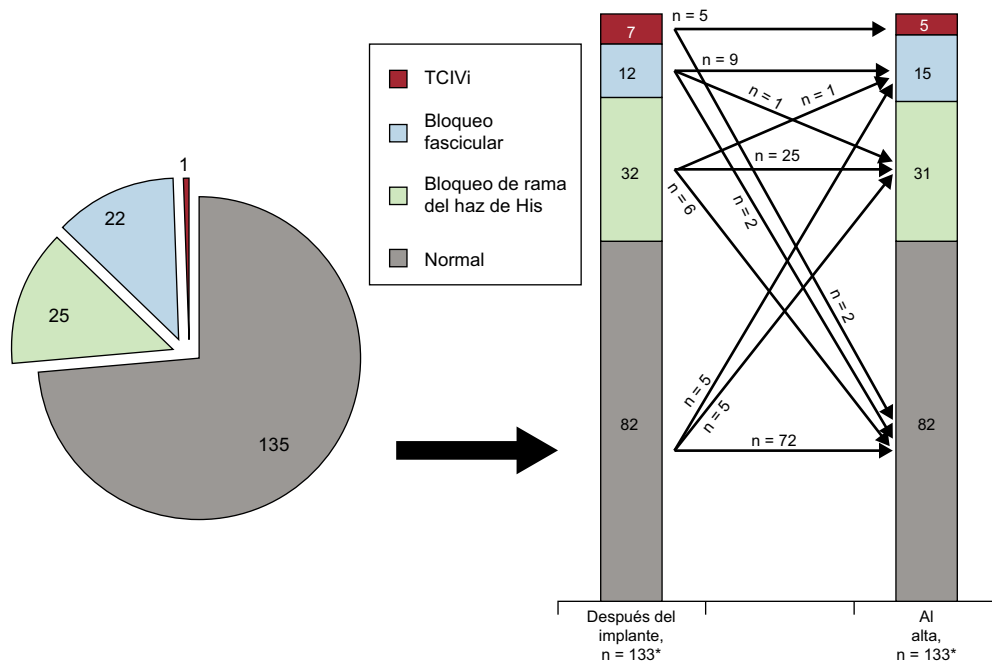 1
22
25
135
TCIVi
Bloqueo
fascicular
Bloqueo de rama
del haz de His
Normal
7
12
32
82
n = 5
n = 9
n = 1
n = 1
n = 25
n = 6
n = 2
n = 2
n = 5
n = 5
n = 72
5
15
31
82
Después del
implante,
n = 133*
Al
alta,
n = 133*